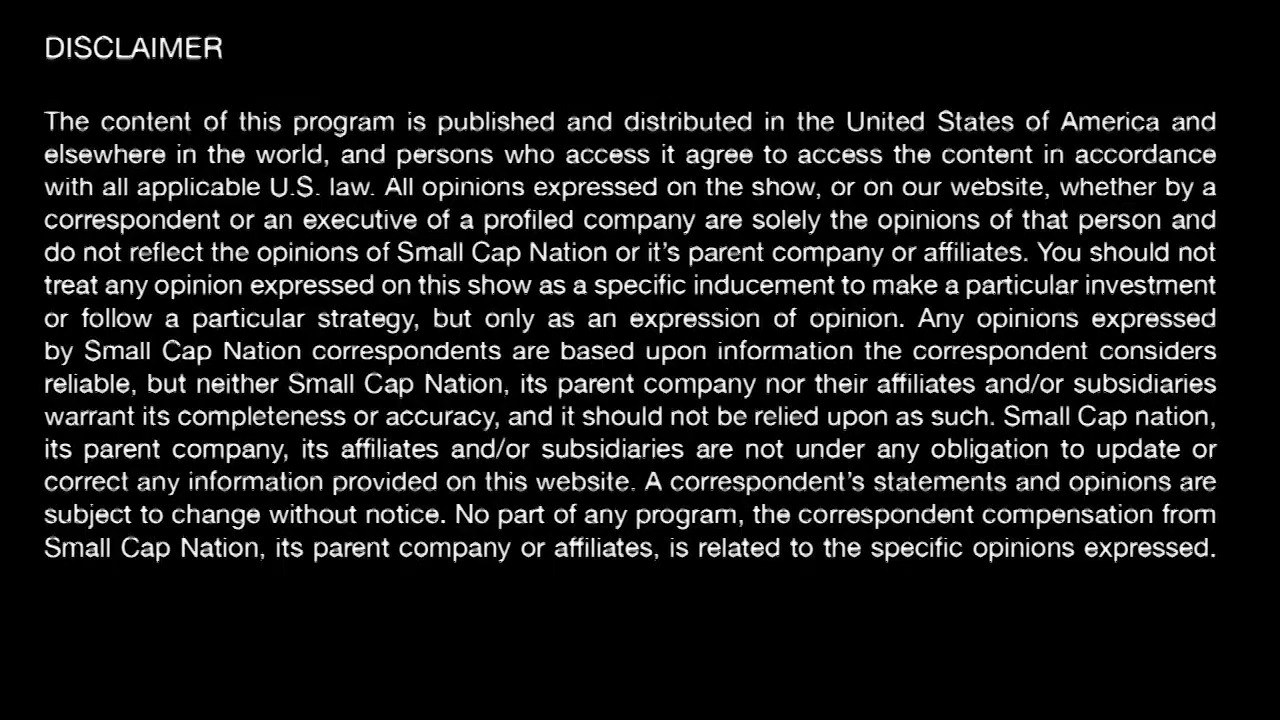 DISCLAIMER
The content of this program is published and distributed in the United States of America and
elsewhere in the world, and persons who access it agree to access the content in accordance
with all applicable U.S. law. All opinions expressed on the show, or on our website, whether by a
correspondent or an executive of a profiled company are solely the opinions of that person and
do not reflect the opinions of Small Cap Nation or it's parent company or affiliates. You should not
treat any opinion expressed on this show as a specific inducement to make a particular investment
or follow a particular strategy, but only as an expression of opinion. Any opinions expressed
by Small Cap Nation correspondents are based upon information the correspondent considers
reliable, but neither Small Cap Nation, its parent company nor their affiliates and/or subsidiaries
warrant its completeness or accuracy, and it should not be relied upon as such. Small Cap nation,
its parent company, its affiliates and/or subsidiaries are not under any obligation to update or
correct any information provided on this website. A correspondent's statements and opinions are
subject to change without notice. No part of any program, the correspondent compensation from
Small Cap Nation, its parent company or affiliates, is related to the specific opinions expressed.